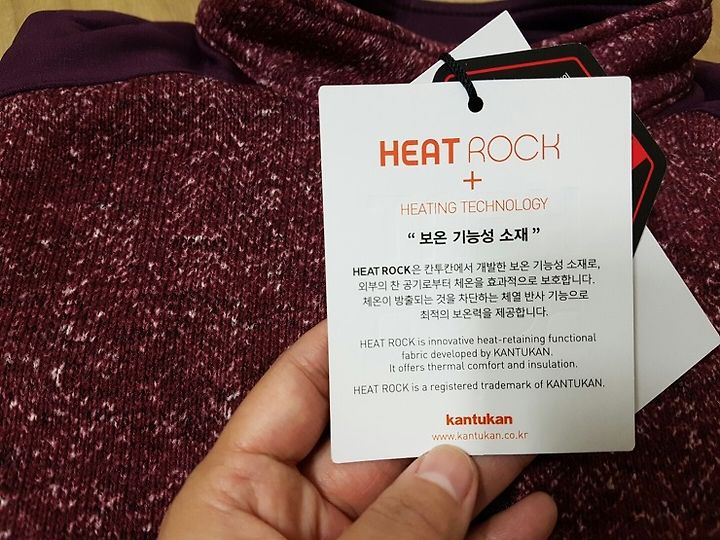 HEAT ROCK
+
HEATING TECHNOLOGY
“ 보온 기능성 소재 ”
HEAT ROCK은 칸투칸에서 개발한 보온 기능성 소재로,
외부의 찬 공기로부터 체온을 효과적으로 보호합니다.
체온이 방출되는 것을 차단하는 체열 반사 기능으로
최적의 보온력을 제공합니다.
HEAT ROCK is innovative heat-retaining functional
fabric developed by KANTUKAN.
It offers thermal comfort and insulation.
HEAT ROCK is a registered trademark of KANTUKAN.
kantukan
www.kantukan.co.kr